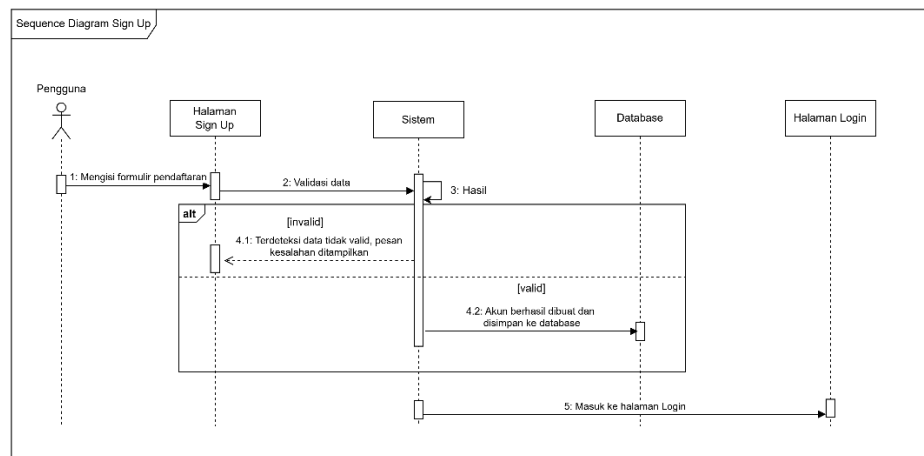 Sequence Diagram Sign Up
Pengguna
Halaman
Sign Up
Sistem
Database
Halaman Login
1: Mengisi formulir pendaftaran
2: Validasi data
3: Hasil
alt
[invalid]
4.1: Terdeteksi data tidak valid, pesan
kesalahan ditampilkan
[valid]
4.2: Akun berhasil dibuat dan
disimpan ke database
5: Masuk ke halaman Login